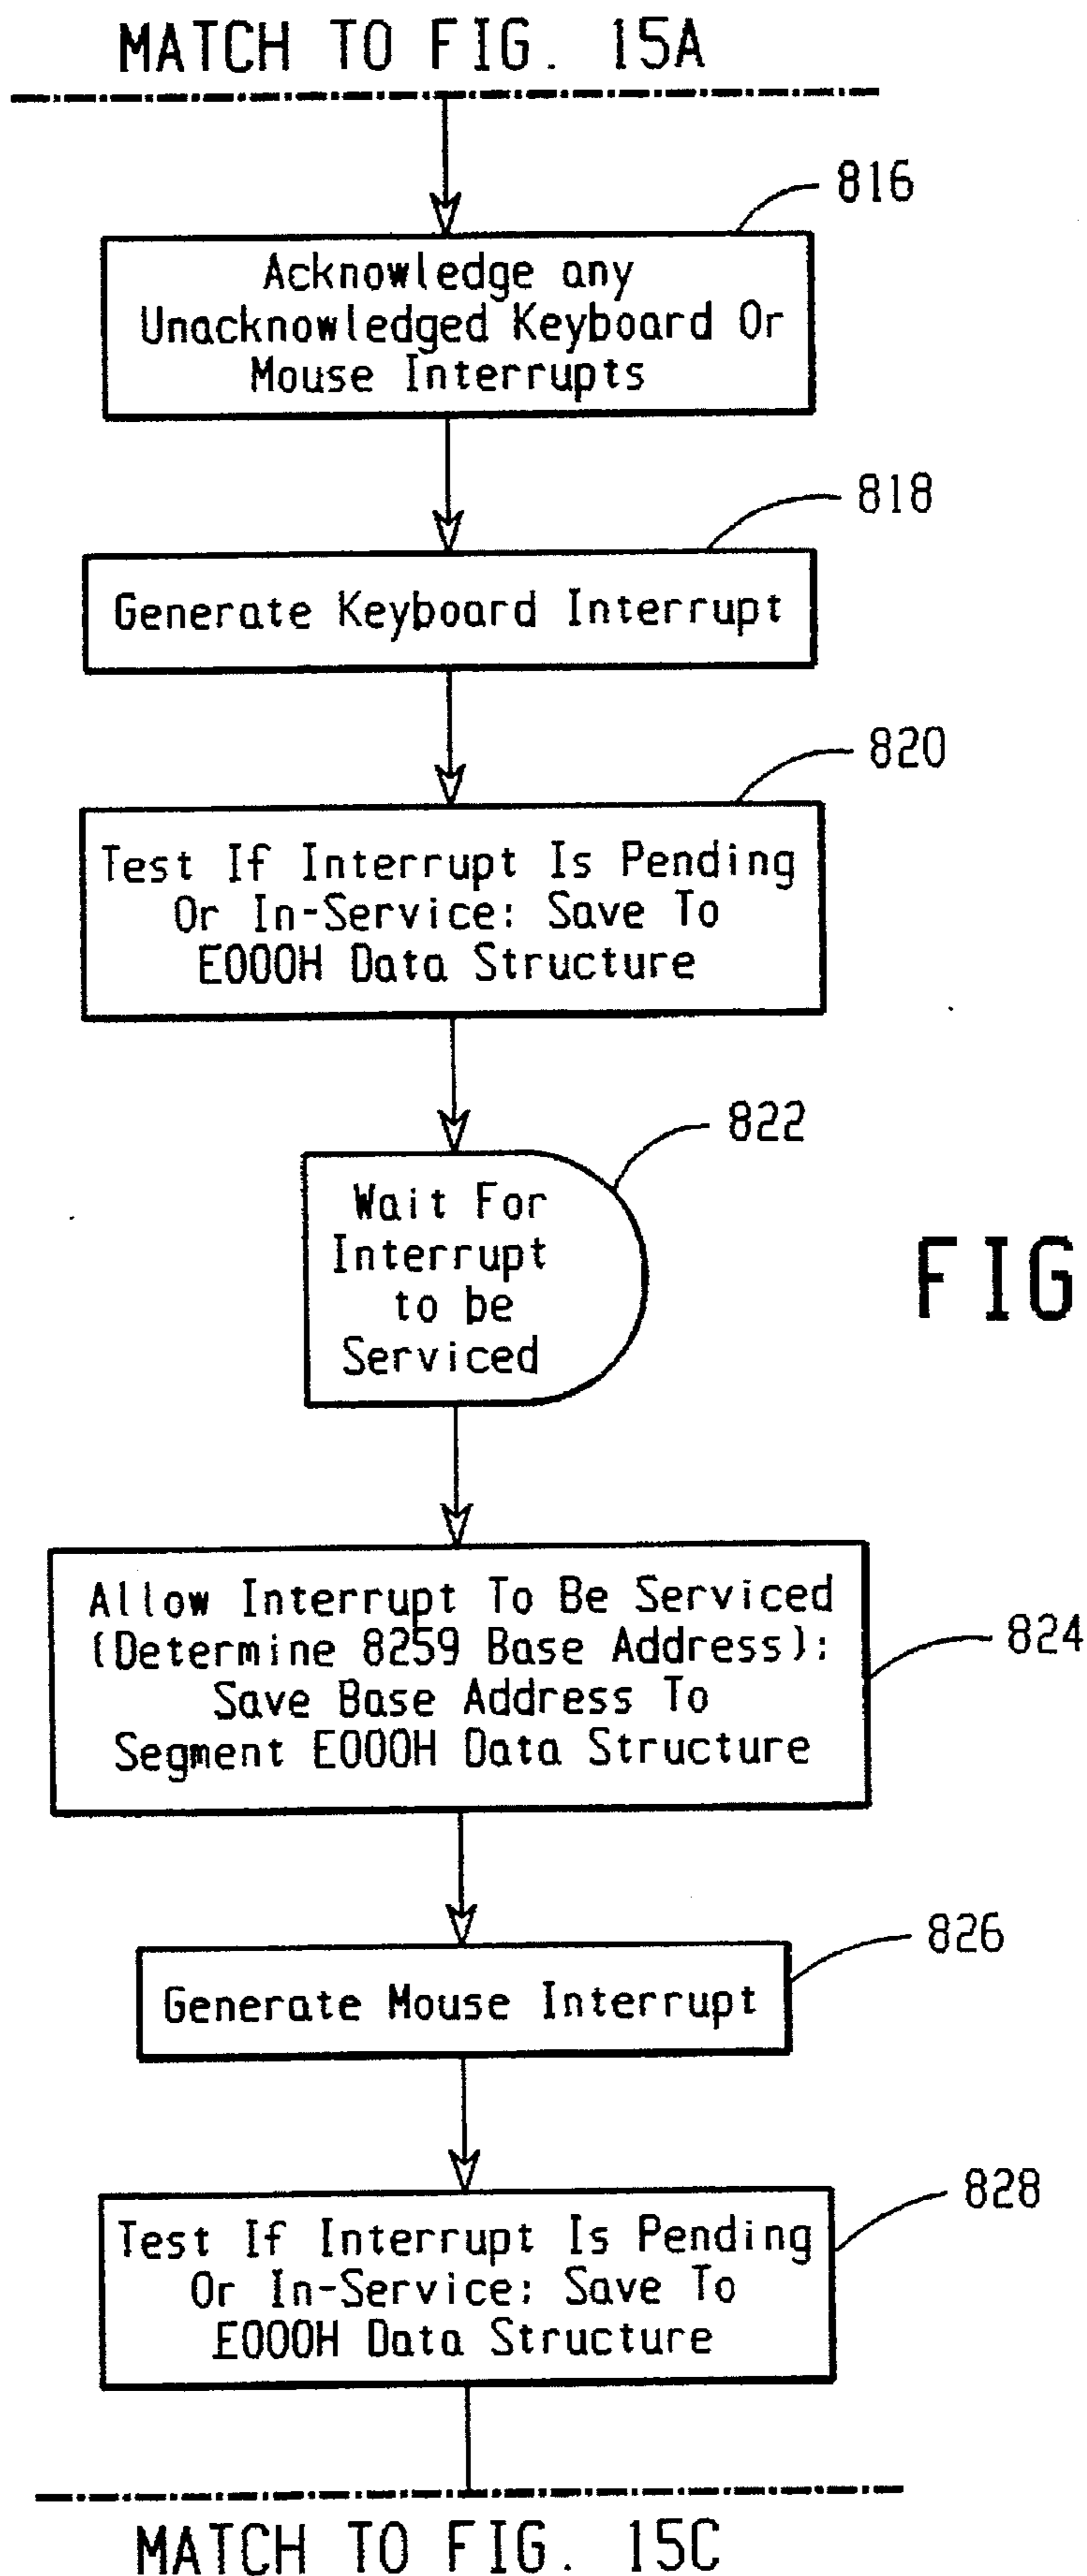 MATCH TO FIG. 15A
816
Acknowledge any
Unacknowledged Keyboard Or
Mouse Interrupts
818
Generate Keyboard Interrupt
820
Test If Interrupt Is Pending
Or In-Service; Save To
E000H Data Structure
822
Wait For
Interrupt
to be
Serviced
FIG
824
Allow Interrupt To Be Serviced
(Determine 8259 Base Address);
Save Base Address To
Segment E000H Data Structure
826
Generate Mouse Interrupt
828
Test If Interrupt Is Pending
Or In-Service; Save To
E000H Data Structure
MATCH TO FIG. 15C